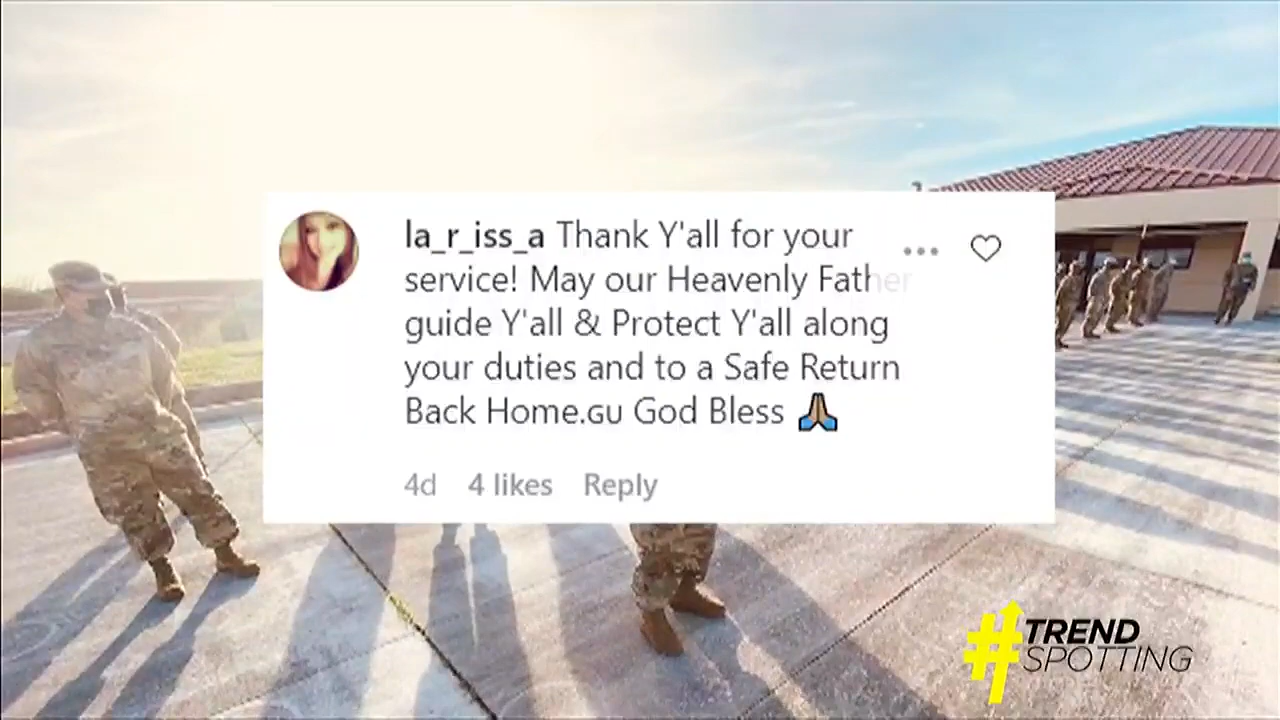 la_r_iss_a Thank Y'all for your
service! May our Heavenly Father
guide Y'all & Protect Y'all along
your duties and to a Safe Return
Back Home.gu God Bless 🙏🏽
4d 4 likes Reply
#TREND
SPOTTING